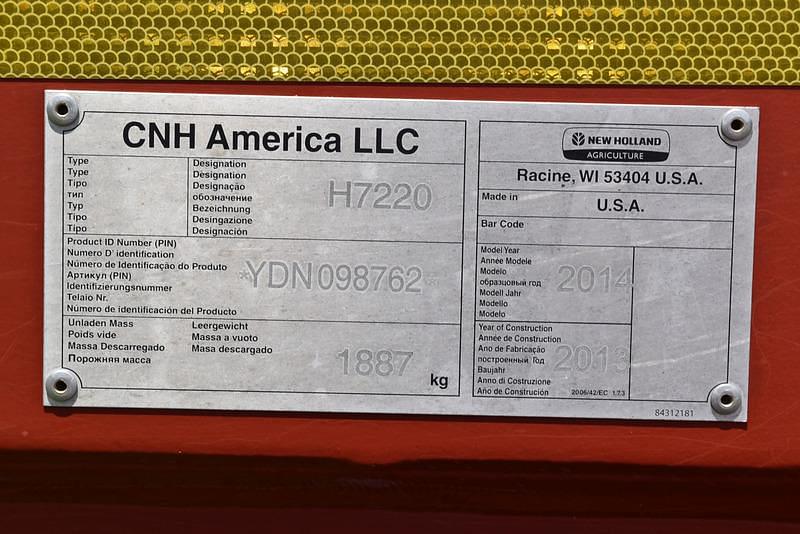 CNH America LLC
Type
Type
Tipo
тип
Typ
Tipo
Tipo
Designation
Designation
Designação
обозначение
Bezeichnung
Desingazione
Designación
H7220
Product ID Number (PIN)
Numero D' identification
Número de Identificação do Produto
Артикул (PIN)
Identifizierungsnummer
Telaio Nr.
Número de identificación del Producto
*YDN098762
Unladen Mass
Poids vide
Massa Descarregado
Порожняя масса
Leergewicht
Massa a vuoto
Masa descargado
1887
kg
NEW HOLLAND
AGRICULTURE
Racine, WI 53404 U.S.A.
Made in
U.S.A.
Bar Code
Model Year
Année Modele
Modelo
образцовый год
Modell Jahr
Modello
Modelo
2014
Year of Construction
Année de Construction
Ano de Fabricação
построенный Год
Baujahr
Anno di Costruzione
Año de Construción
2013
2006/42/EC 1.7.3
84312181